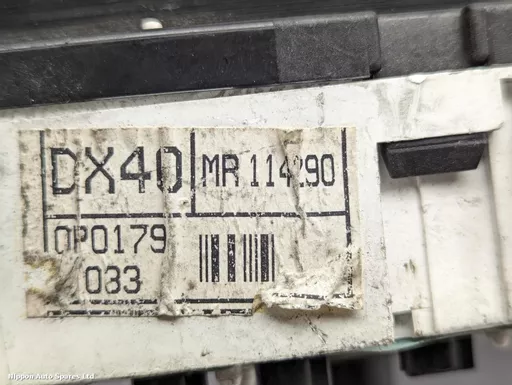 DX40 MR 114290
0P0179
033
Nippon Auto Spares Ltd.